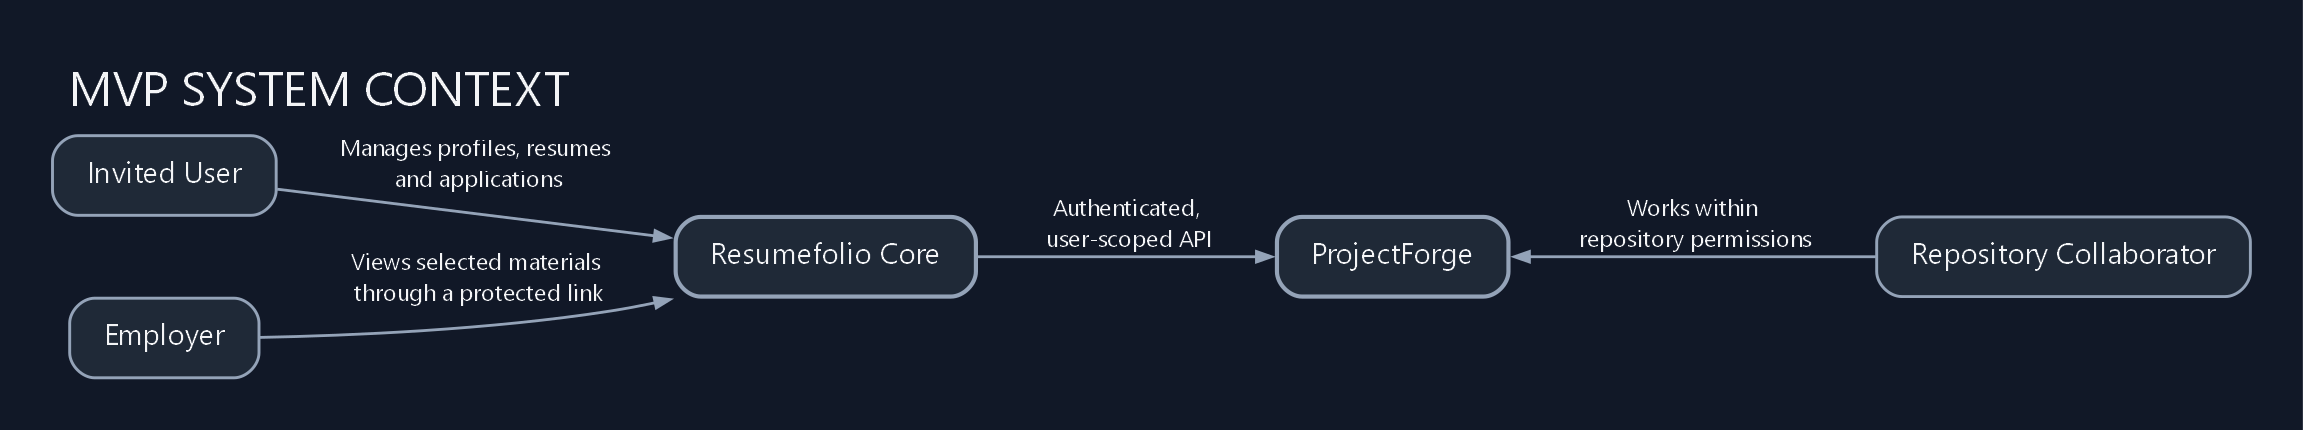 MVP SYSTEM CONTEXT
Invited User
Manages profiles, resumes
and applications
Views selected materials
through a protected link
Employer
Resumefolio Core
Authenticated,
user-scoped API
ProjectForge
Works within
repository permissions
Repository Collaborator